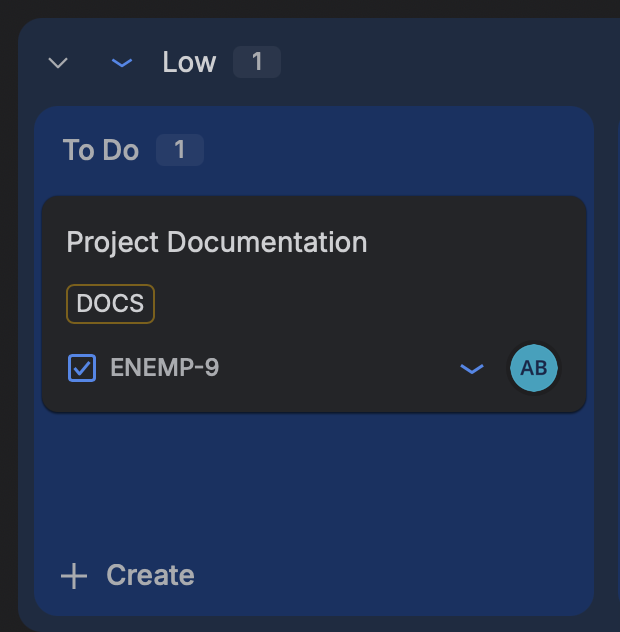 Low 1
To Do 1
Project Documentation
DOCS
ENEMP-9 AB
Create